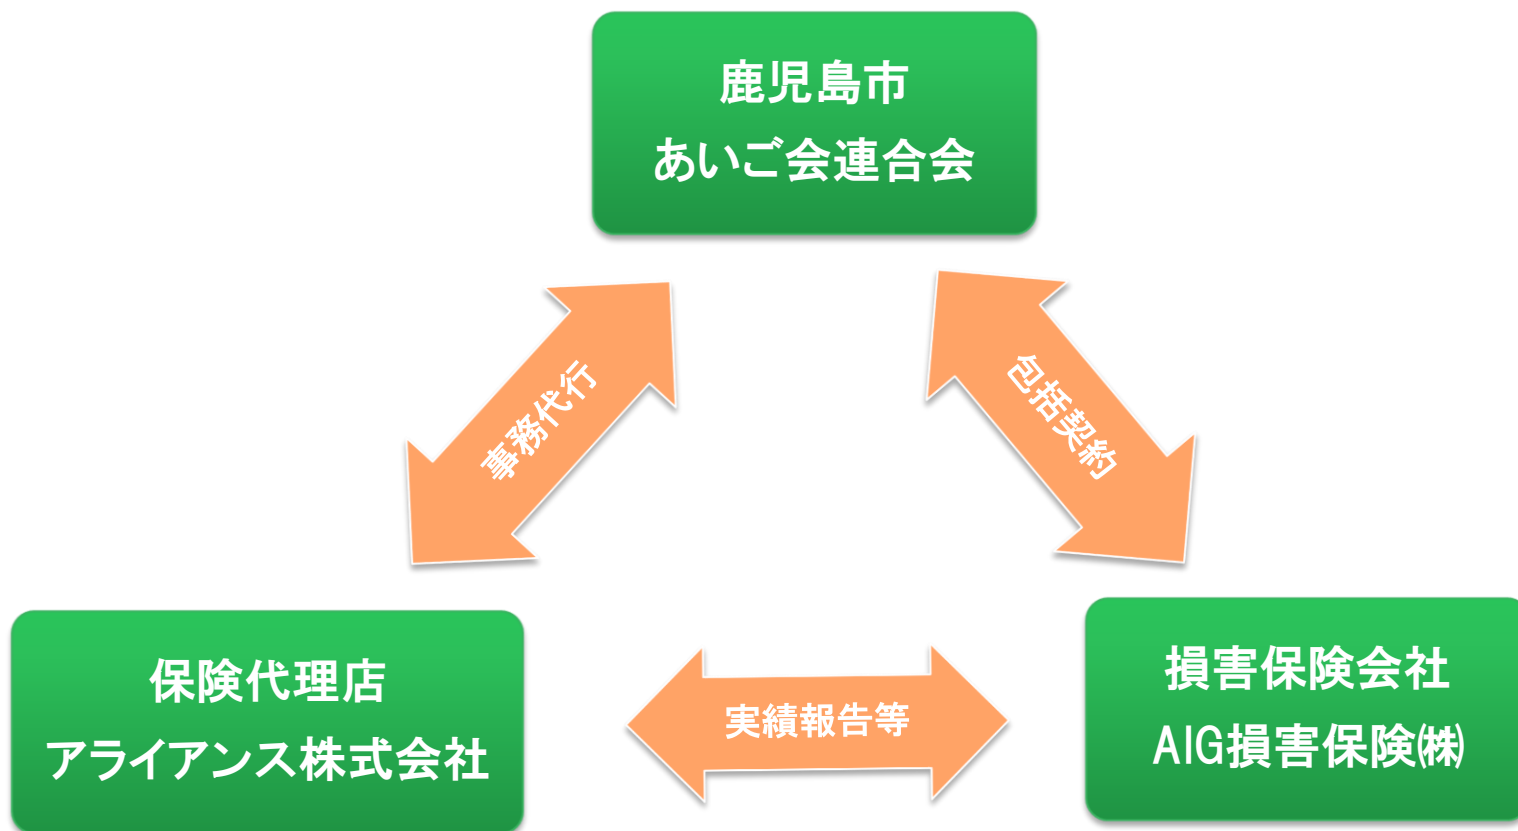 鹿児島市
あいご会連合会
事務代行
包括契約
保険代理店
アライアンス株式会社
実績報告等
損害保険会社
AIG損害保険㈱